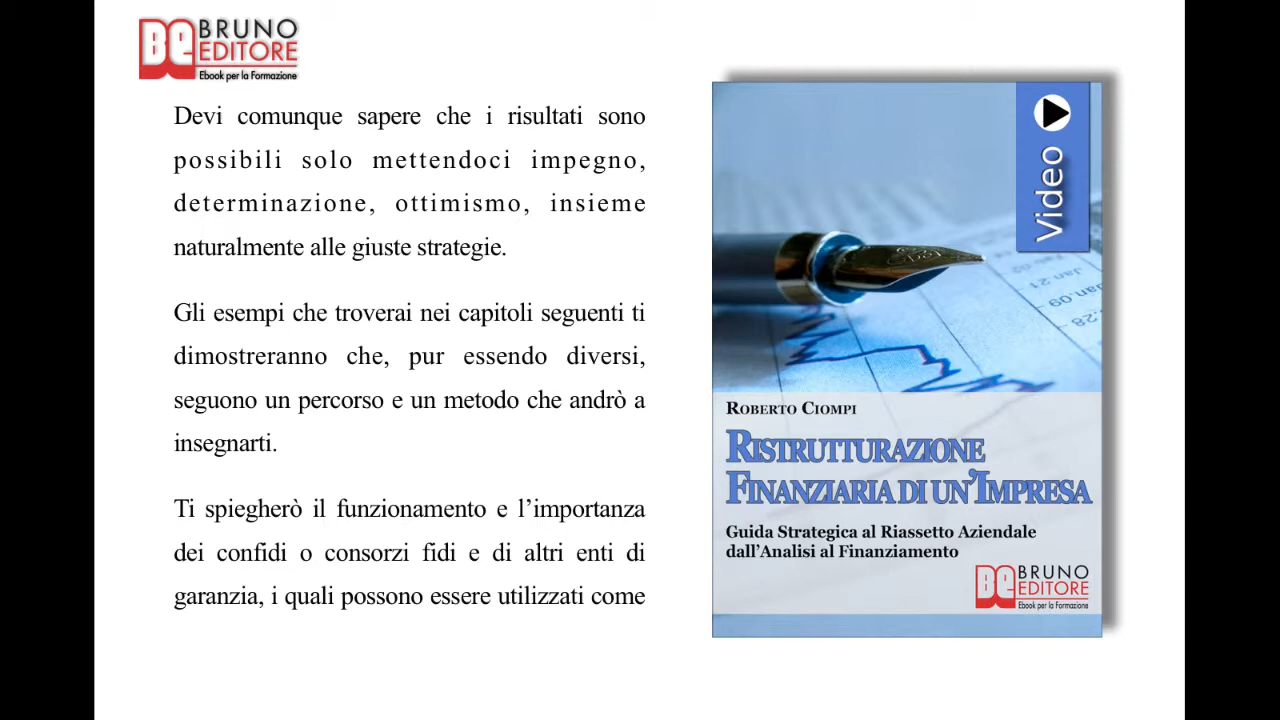 BRUNO
EDITORE
Ebook per la Formazione
Devi comunque sapere che i risultati sono
possibili solo mettendoci impegno,
determinazione, ottimismo, insieme
naturalmente alle giuste strategie.
Gli esempi che troverai nei capitoli seguenti ti
dimostreranno che, pur essendo diversi,
seguono un percorso e un metodo che andrò a
insegnarti.
Ti spiegherò il funzionamento e l’importanza
dei confidi o consorzi fidi e di altri enti di
garanzia, i quali possono essere utilizzati come
Video
Jan 21
an.09
ROBERTO CIOMPI
RISTRUTTURAZIONE
FINANZIARIA DI UN’IMPRESA
Guida Strategica al Riassetto Aziendale
dall’Analisi al Finanziamento
BRUNO
EDITORE
Ebook per la Formazione